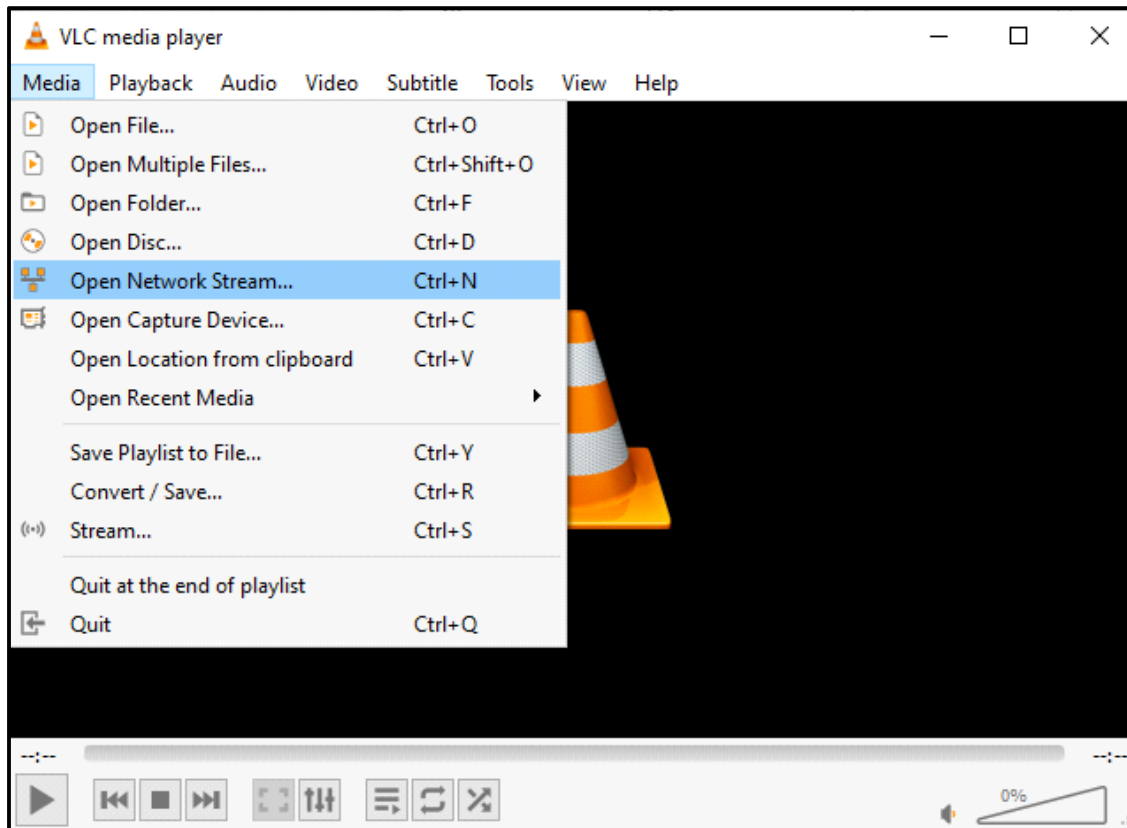 VLC media player
Media Playback Audio Video Subtitle Tools View Help
Open File... Ctrl+O
Open Multiple Files... Ctrl+Shift+O
Open Folder... Ctrl+F
Open Disc... Ctrl+D
Open Network Stream... Ctrl+N
Open Capture Device... Ctrl+C
Open Location from clipboard Ctrl+V
Open Recent Media
Save Playlist to File... Ctrl+Y
Convert / Save... Ctrl+R
Stream... Ctrl+S
Quit at the end of playlist
Quit Ctrl+Q
--:-- --:--
0%